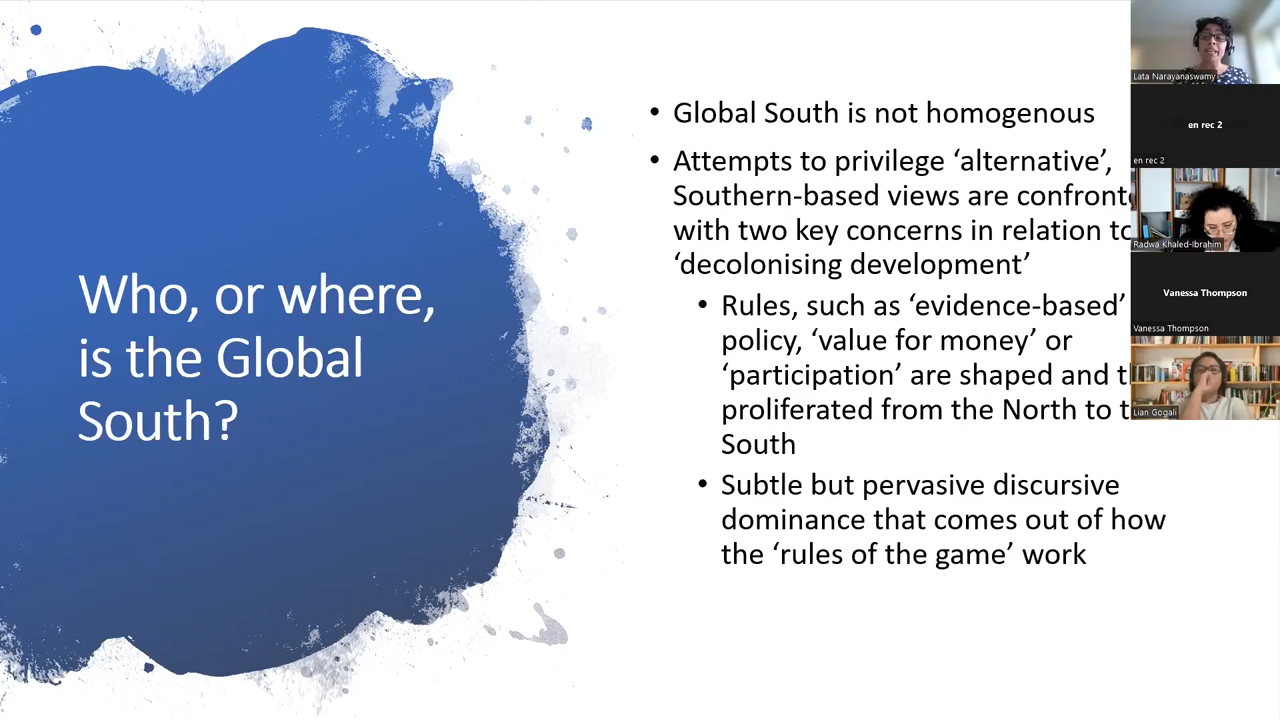 Who, or where,
is the Global
South?
• Global South is not homogenous
• Attempts to privilege ‘alternative’,
Southern-based views are
with two key concerns in relation
‘decolonising development’
• Rules, such as ‘evidence-based’
policy, ‘value for money’ or
‘participation’ are shaped and
proliferated from the North to
South
• Subtle but pervasive discursive
dominance that comes out of how
the ‘rules of the game’ work
Lata Narayanaswamy
en rec 2
en rec 2
Radwa Khaled-Ibrahim
Vanessa Thompson
Vanessa Thompson
Lian Gogali